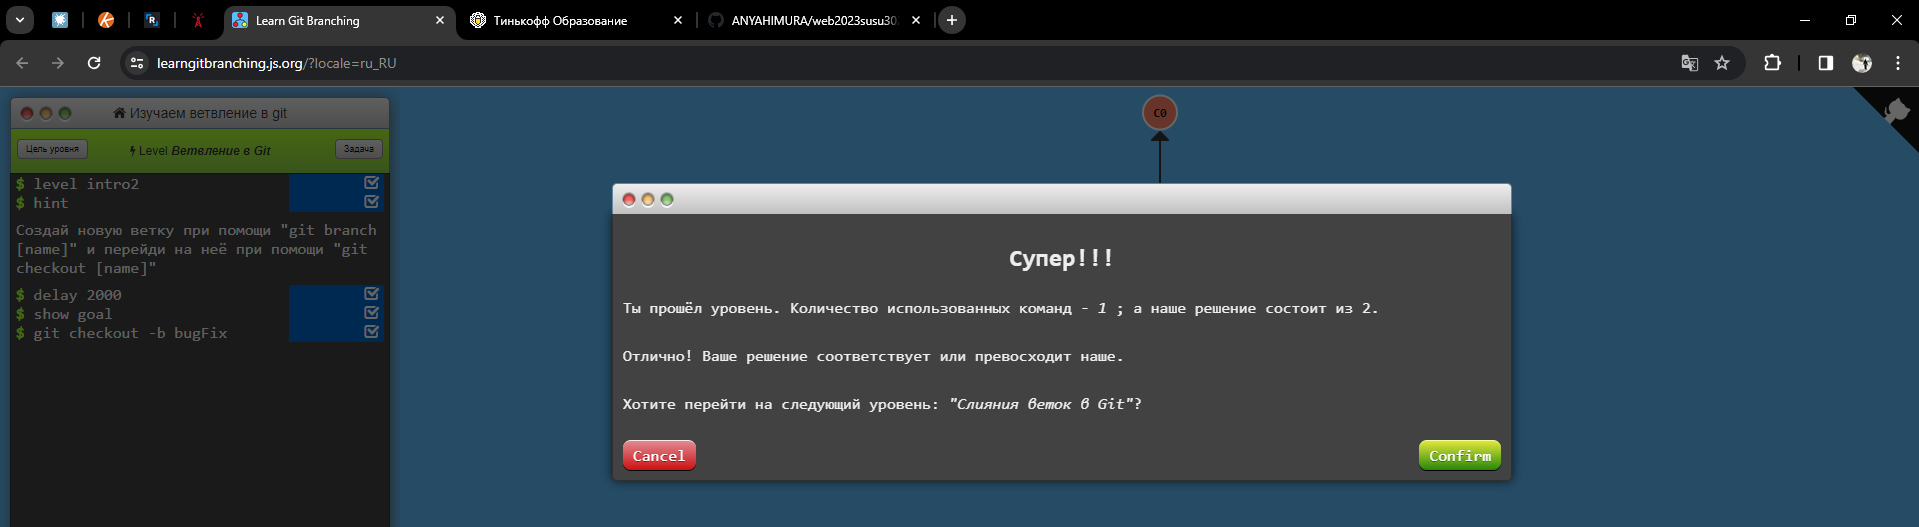 Learn Git Branching
Тинькофф Образование
ANYAHIMURA/web2023susu30
learngitbranching.js.org/?locale=ru_RU
Изучаем ветвление в git
Цель уровня
Level Ветвление в Git
Задача
$ level intro2
$ hint
Создай новую ветку при помощи "git branch
[name]" и перейди на неё при помощи "git
checkout [name]"
$ delay 2000
$ show goal
$ git checkout -b bugFix
C0
Супер!!!
Ты прошёл уровень. Количество использованных команд - 1 ; а наше решение состоит из 2.
Отлично! Ваше решение соответствует или превосходит наше.
Хотите перейти на следующий уровень: "Слияния веток в Git"?
Cancel
Confirm